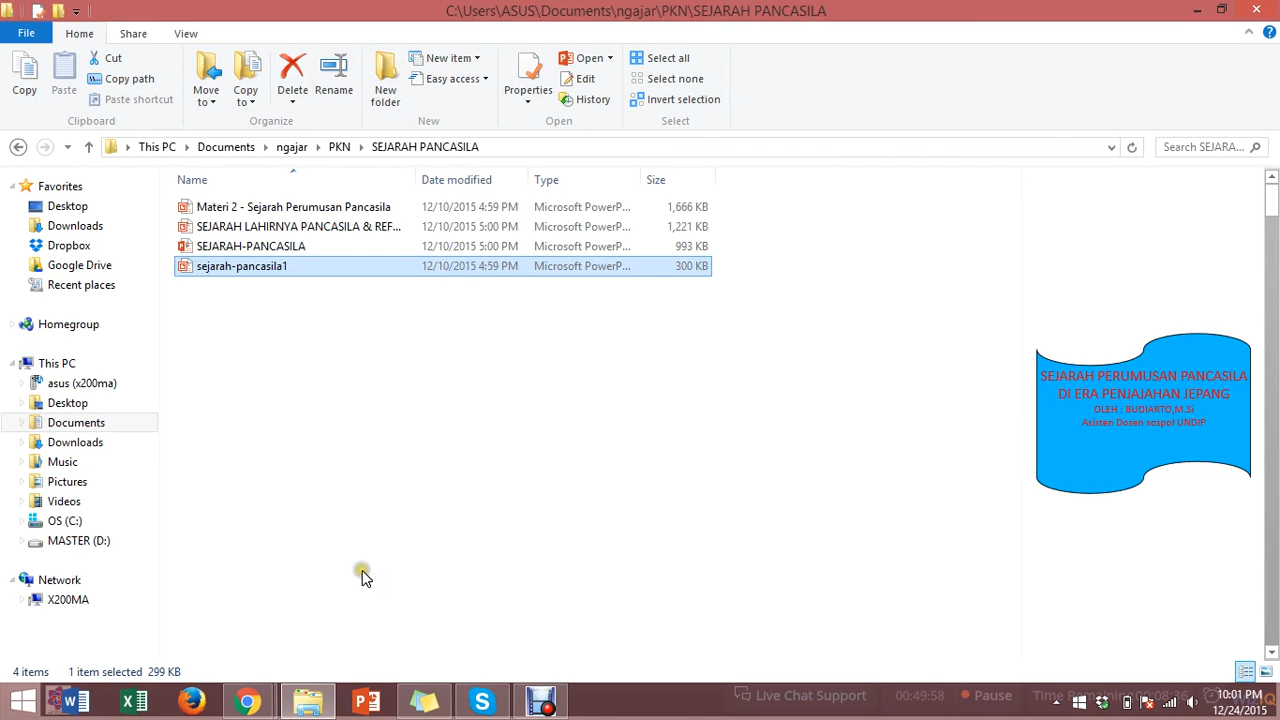 C:\Users\ASUS\Documents\ngajar\PKN\SEJARAH PANCASILA
File Home Share View
Copy
Paste
Cut
Copy path
Paste shortcut
Clipboard
Move to
Copy to
Delete
Rename
Organize
New folder
New item
Easy access
New
Properties
Open
Edit
History
Open
Select all
Select none
Invert selection
Select
This PC Documents ngajar PKN SEJARAH PANCASILA
Search SEJARA...
Name Date modified Type Size
Materi 2 - Sejarah Perumusan Pancasila 12/10/2015 4:59 PM Microsoft PowerP... 1,666 KB
SEJARAH LAHIRNYA PANCASILA & REF... 12/10/2015 5:00 PM Microsoft PowerP... 1,221 KB
SEJARAH-PANCASILA 12/10/2015 5:00 PM Microsoft PowerP... 993 KB
sejarah-pancasila1 12/10/2015 4:59 PM Microsoft PowerP... 300 KB
Favorites
Desktop
Downloads
Dropbox
Google Drive
Recent places
Homegroup
This PC
asus (x200ma)
Desktop
Documents
Downloads
Music
Pictures
Videos
OS (C:)
MASTER (D:)
Network
X200MA
SEJARAH PERUMUSAN PANCASILA
DI ERA PENJAJAHAN JEPANG
OLEH : BUDIARTO,M.Si
Asisten Dosen sospol UNDIP
4 items 1 item selected 299 KB
Live Chat Support 00:49:58 Pause Time Remaining 00:08:36
10:01 PM
12/24/2015
WizIQ